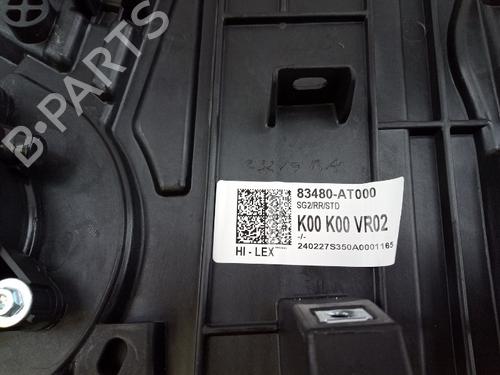 B-PARTS
83480-AT000
SG2/RR/STD
K00 K00 VR02
-/-
HI - LEX
240227S350A0001165